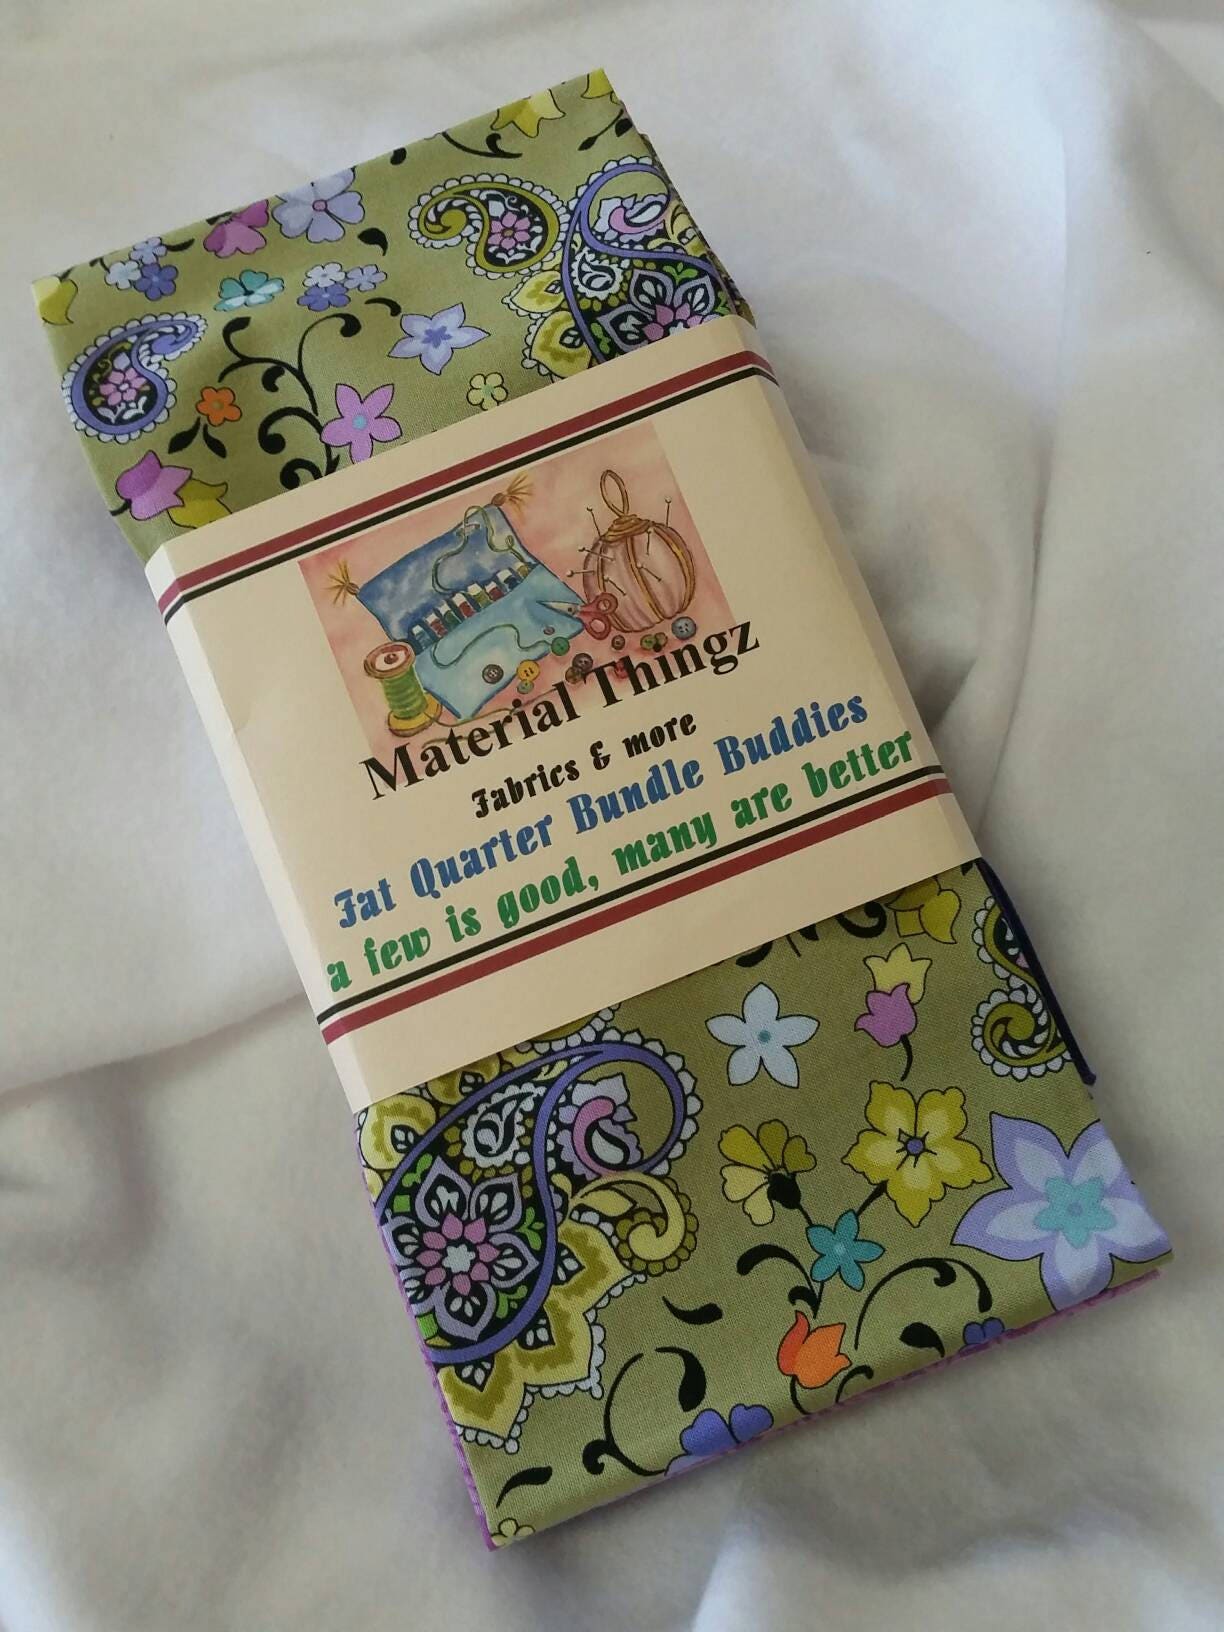 Material Thingz
Fabrics & more
Fat Quarter Bundle Buddies
a few is good, many are better